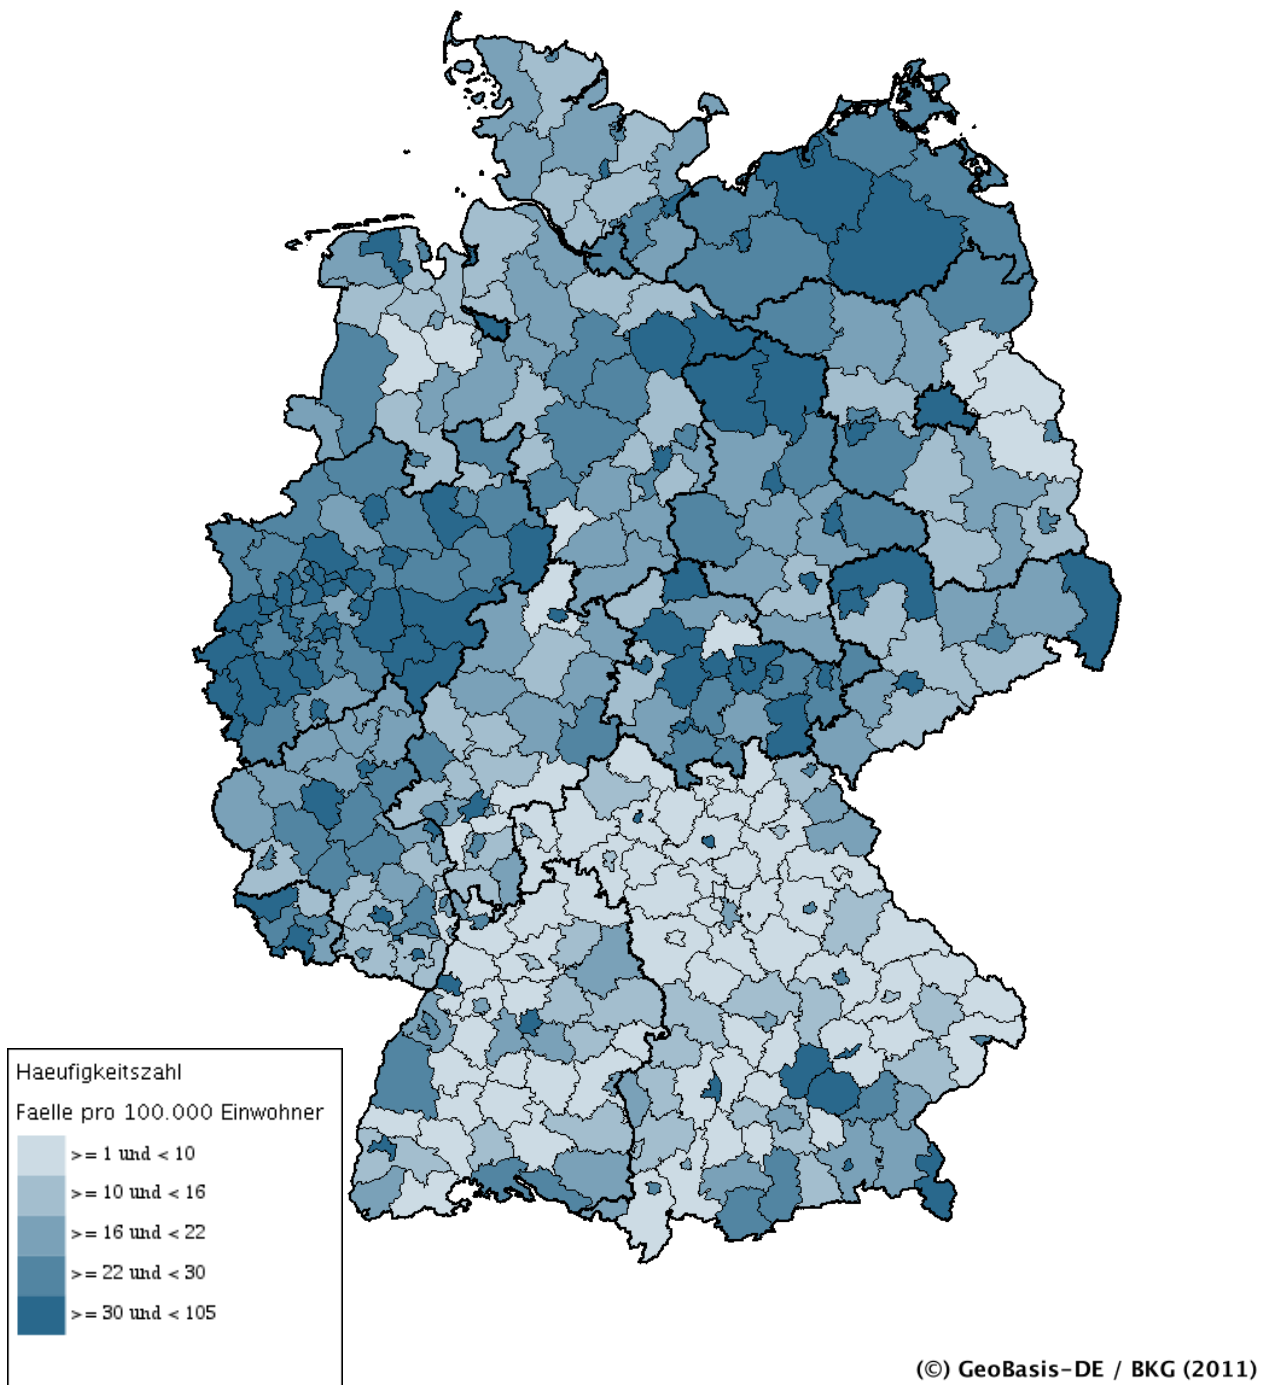 Haeufigkeitszahl
Faelle pro 100.000 Einwohner
>= 1 und < 10
>= 10 und < 16
>= 16 und < 22
>= 22 und < 30
>= 30 und < 105
(©) GeoBasis-DE / BKG (2011)